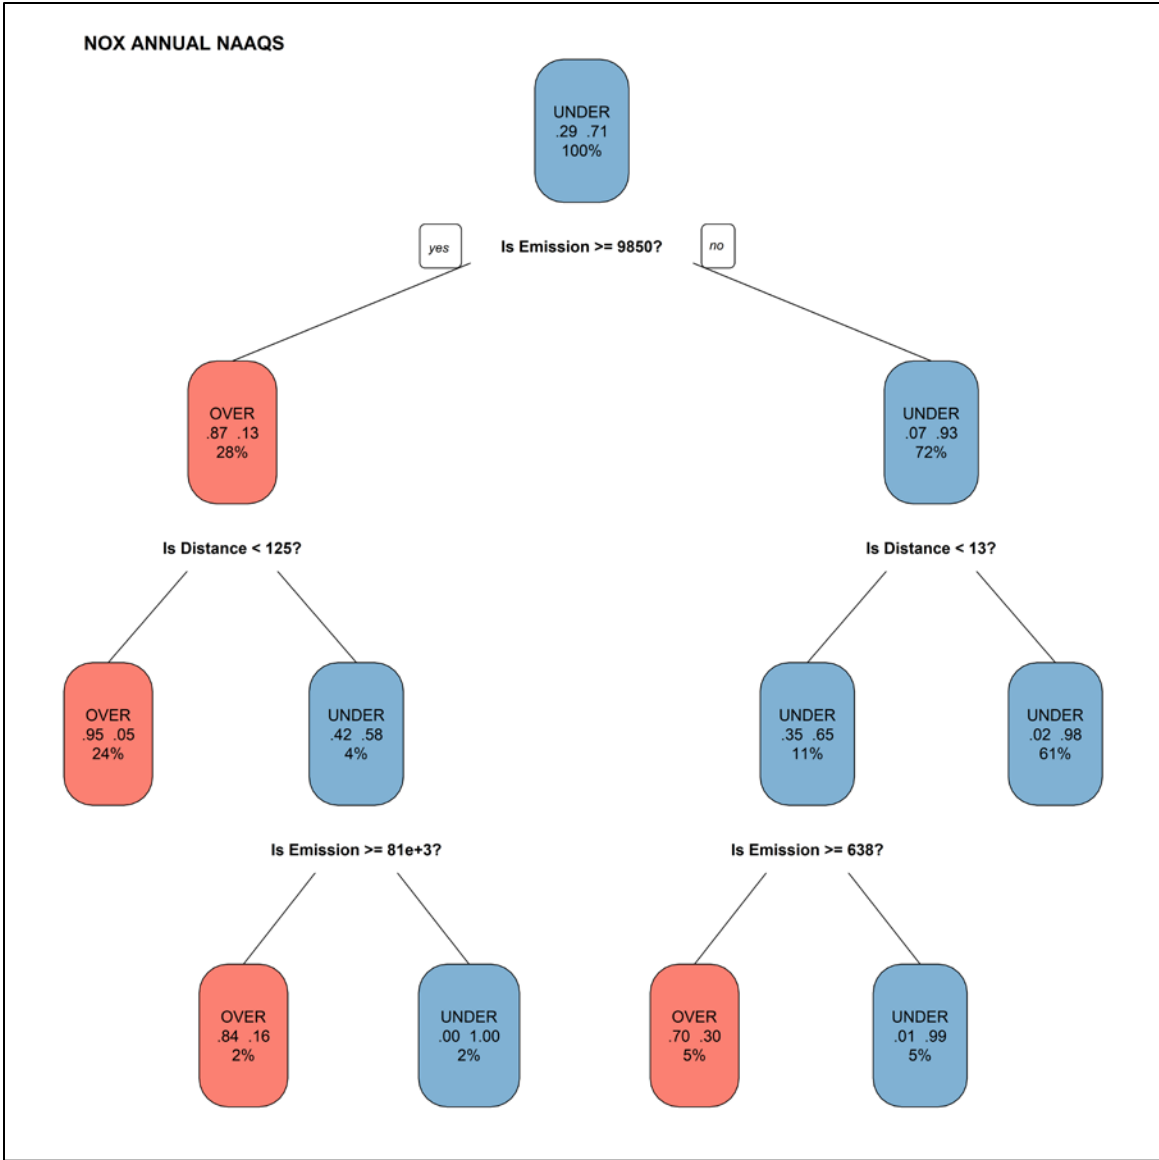 NOX ANNUAL NAAQS
UNDER
.29 .71
100%
yes
Is Emission >= 9850?
no
OVER
.87 .13
28%
UNDER
.07 .93
72%
Is Distance < 125?
Is Distance < 13?
OVER
.95 .05
24%
UNDER
.42 .58
4%
UNDER
.35 .65
11%
UNDER
.02 .98
61%
Is Emission >= 81e+3?
Is Emission >= 638?
OVER
.84 .16
2%
UNDER
.00 1.00
2%
OVER
.70 .30
5%
UNDER
.01 .99
5%